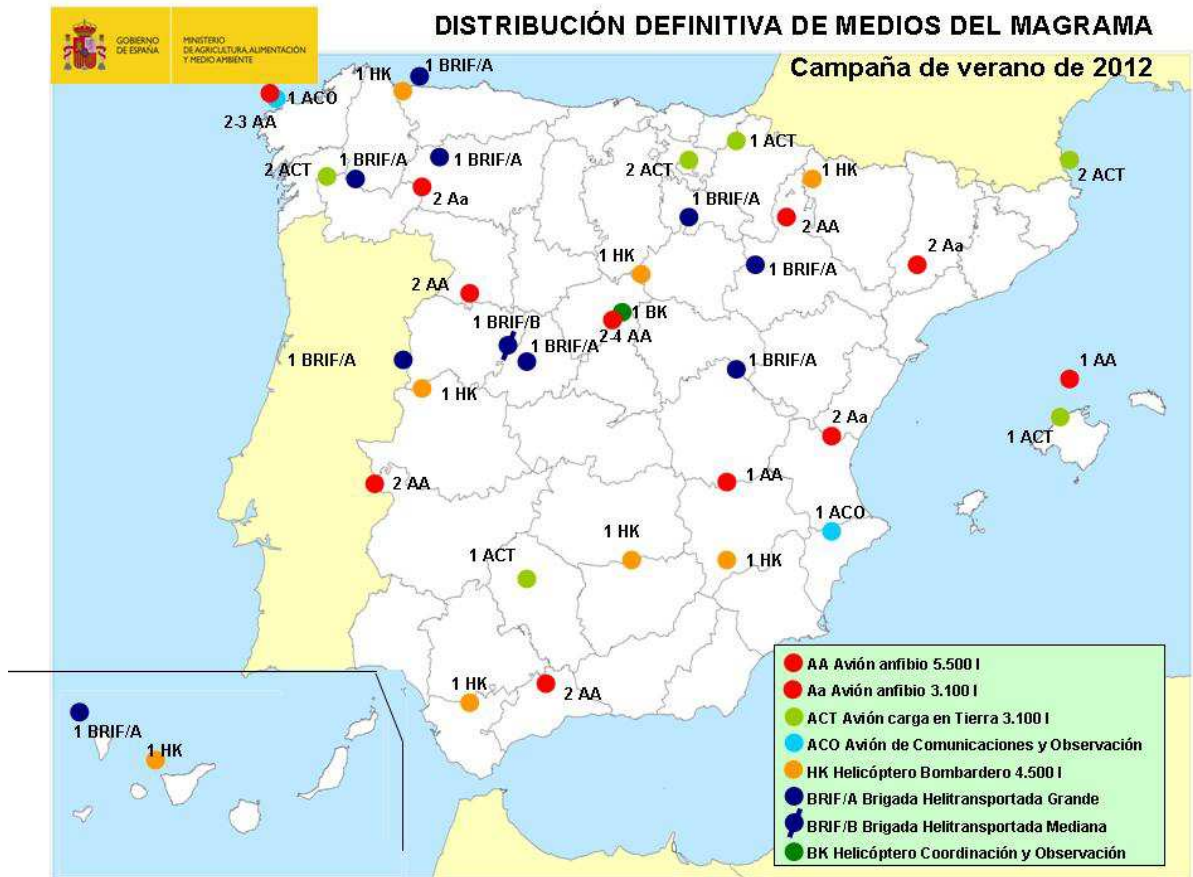 GOBIERNO
DE ESPAÑA
MINISTERIO
DE AGRICULTURA, ALIMENTACIÓN
Y MEDIO AMBIENTE
DISTRIBUCIÓN DEFINITIVA DE MEDIOS DEL MAGRAMA
Campaña de verano de 2012
1 HK
1 BRIF/A
1 ACO
2-3 AA
1 ACT
2 ACT
1 BRIF/A
1 BRIF/A
2 ACT
1 HK
2 ACT
2 Aa
1 BRIF/A
2 AA
2 Aa
1 HK
1 BRIF/A
2 AA
1 BRIF/B
1 BK
2-4 AA
1 BRIF/A
1 BRIF/A
1 BRIF/A
1 AA
1 HK
2 Aa
1 ACT
2 AA
1 AA
1 ACO
1 HK
1 ACT
1 HK
1 HK
2 AA
1 BRIF/A
1 HK
AA Avión anfibio 5.500 l
Aa Avión anfibio 3.100 l
ACT Avión carga en Tierra 3.100 l
ACO Avión de Comunicaciones y Observación
HK Helicóptero Bombardero 4.500 l
BRIF/A Brigada Helitransportada Grande
BRIF/B Brigada Helitransportada Mediana
BK Helicóptero Coordinación y Observación